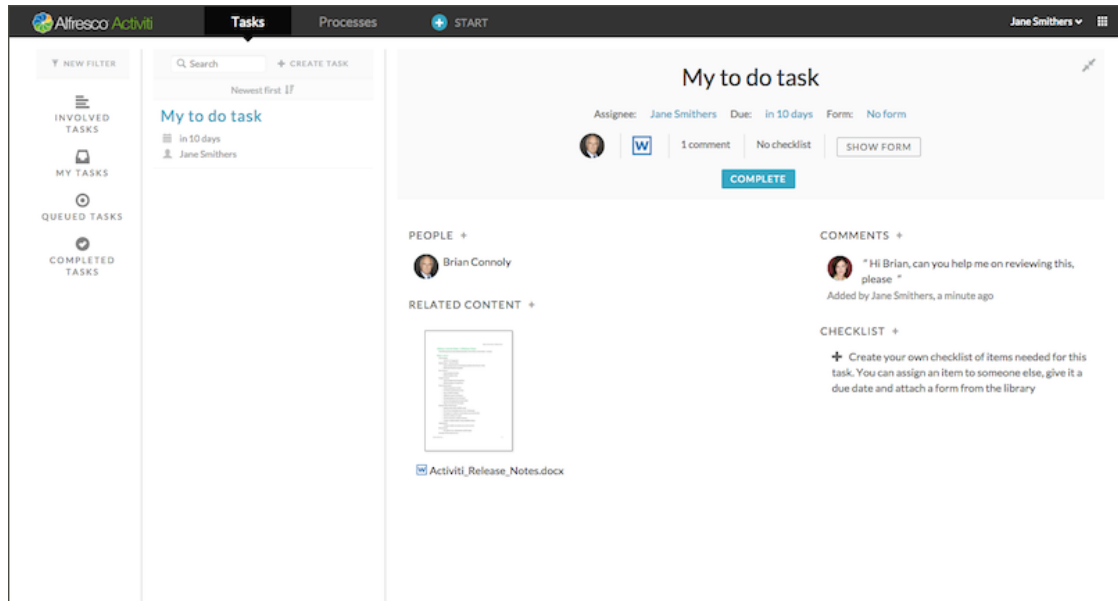 Alfresco Activiti
Tasks
Processes
START
Jane Smithers
NEW FILTER
INVOLVED
TASKS
MY TASKS
QUEUED TASKS
COMPLETED
TASKS
Search
+ CREATE TASK
Newest first
My to do task
in 10 days
Jane Smithers
My to do task
Assignee: Jane Smithers Due: in 10 days Form: No form
W
1 comment
No checklist
SHOW FORM
COMPLETE
PEOPLE +
Brian Connoly
RELATED CONTENT +
W Activiti_Release_Notes.docx
COMMENTS +
" Hi Brian, can you help me on reviewing this,
please "
Added by Jane Smithers, a minute ago
CHECKLIST +
+ Create your own checklist of items needed for this
task. You can assign an item to someone else, give it a
due date and attach a form from the library